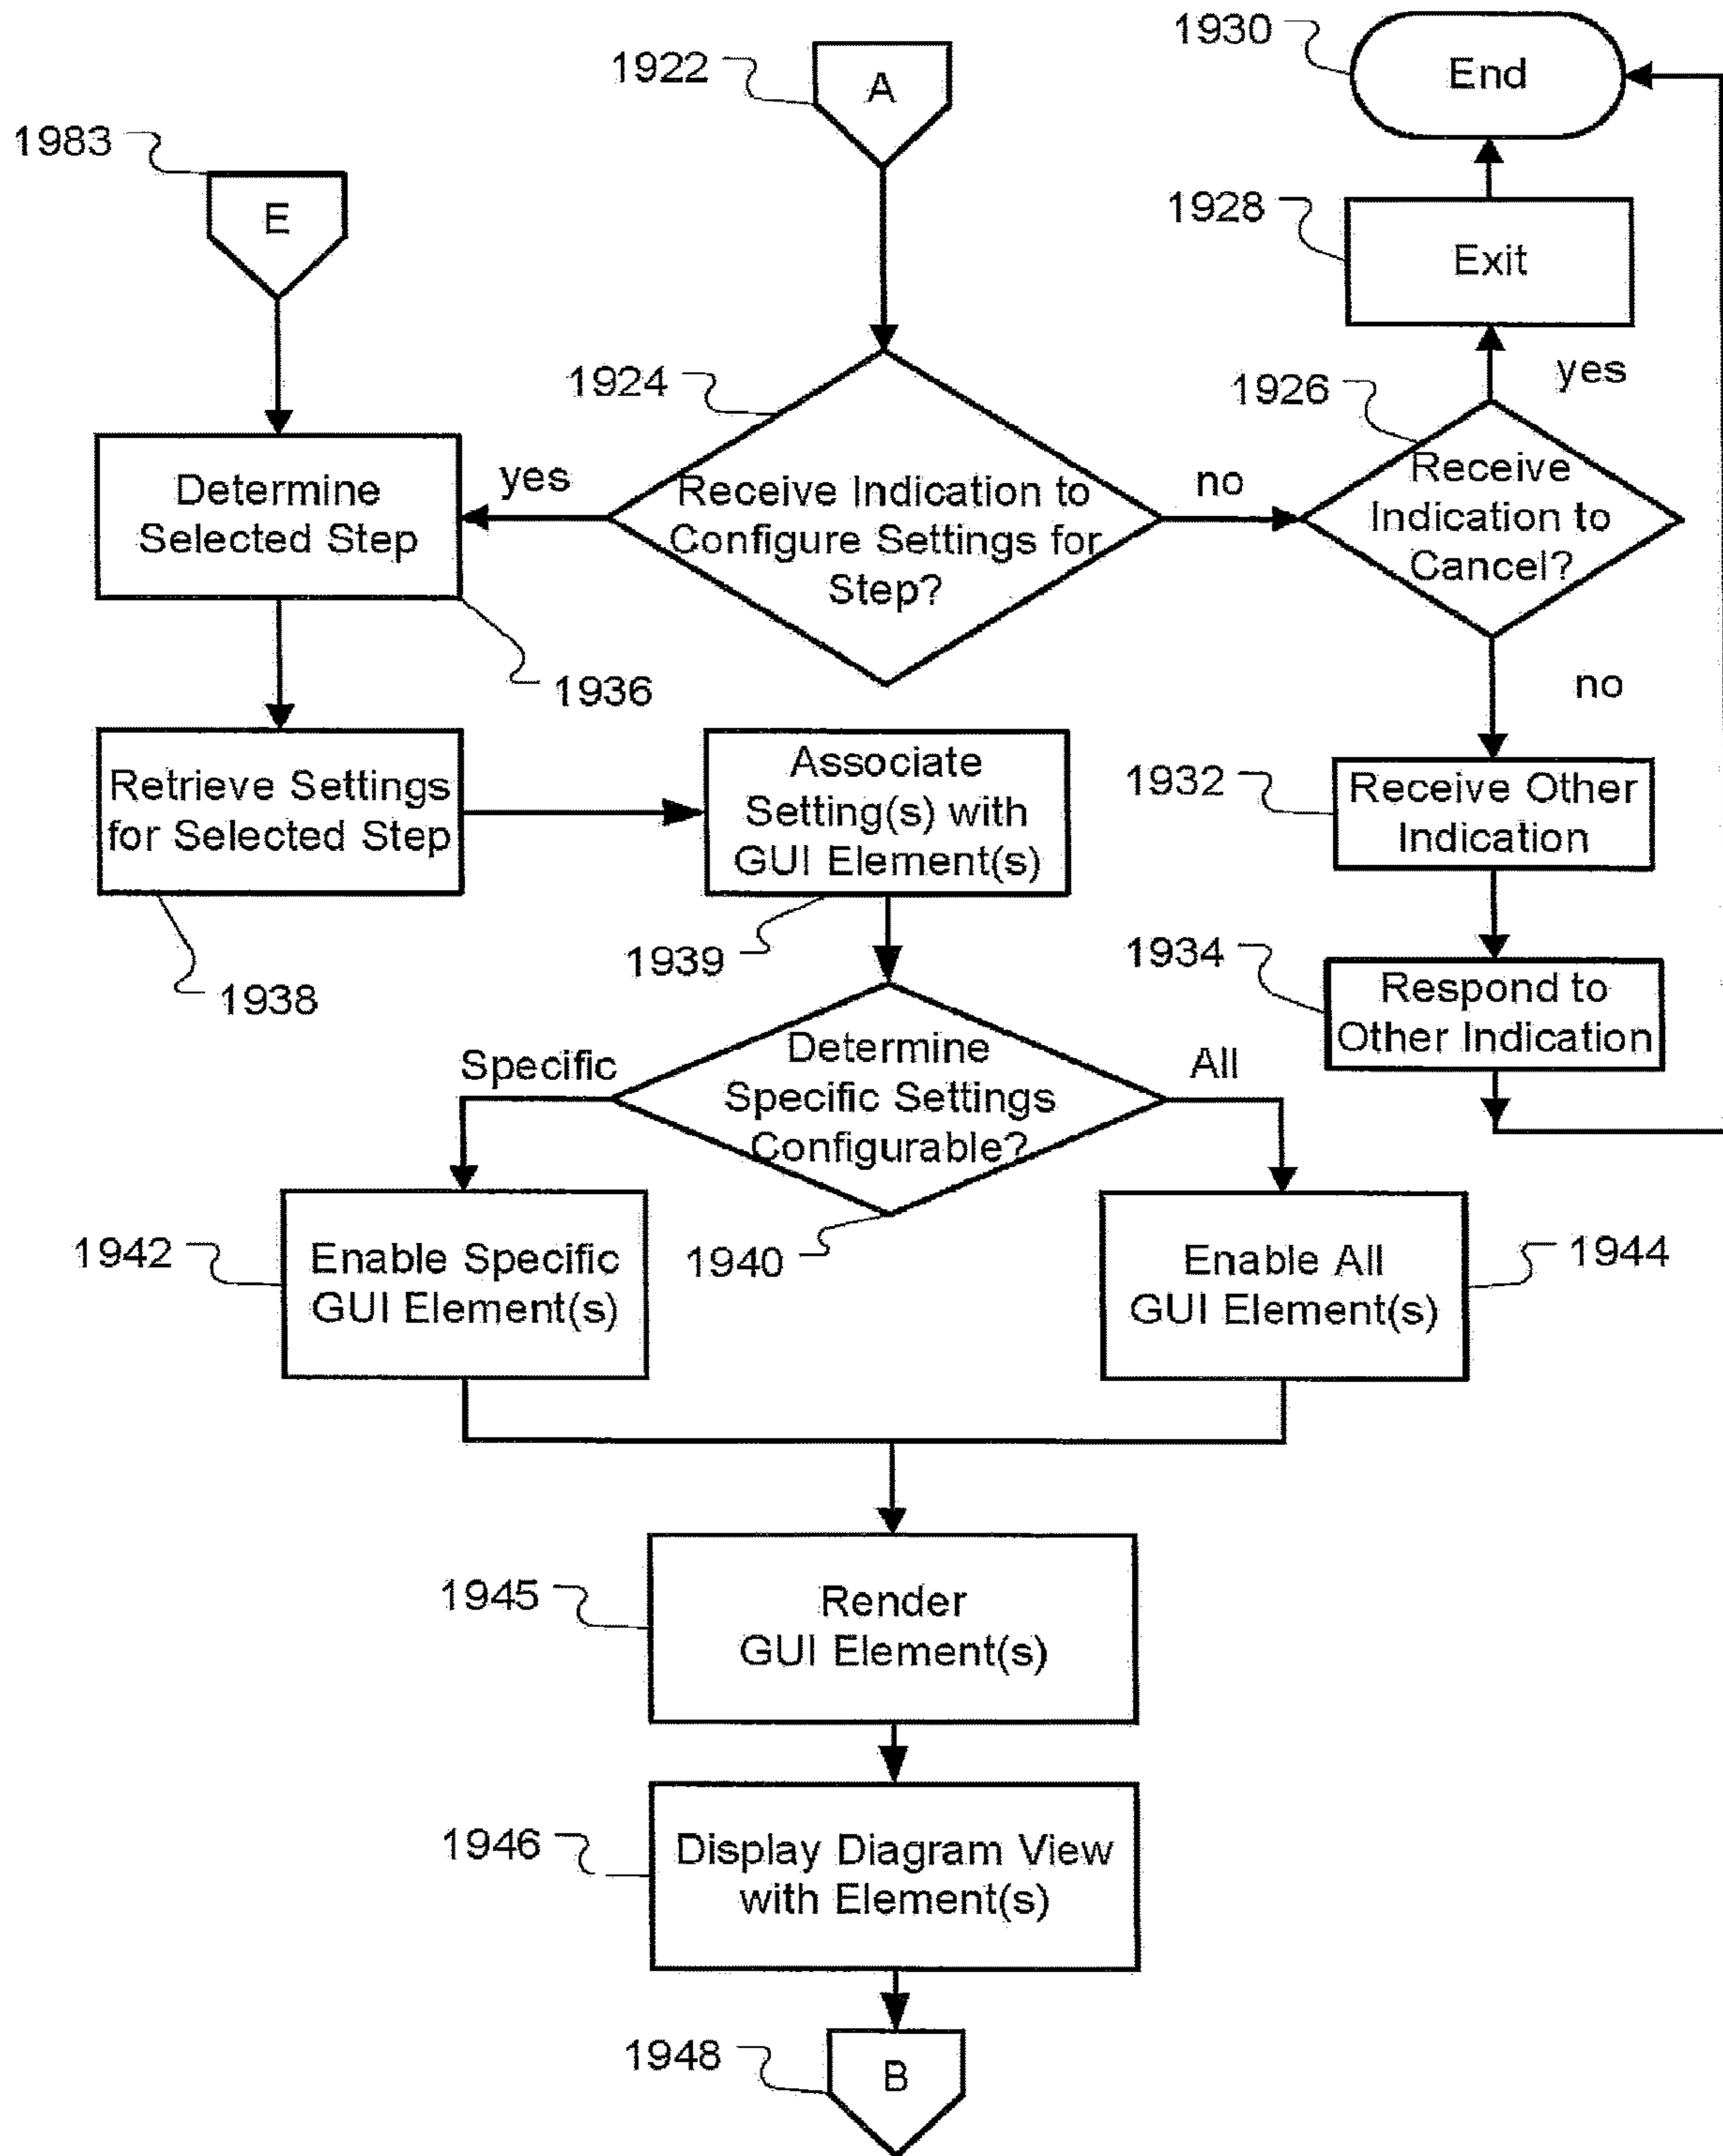 1930
End
1922
A
1983
E
1928
Exit
1924
yes
1926
Receive Indication to
Configure Settings for
Step?
yes
no
Receive
Indication to
Cancel?
Determine
Selected Step
1936
no
Retrieve Settings
for Selected Step
1938
Associate
Setting(s) with
GUI Element(s)
1939
1932
Receive Other
Indication
1934
Respond to
Other Indication
Specific
Determine
Specific Settings
Configurable?
All
1940
1942
Enable Specific
GUI Element(s)
Enable All
GUI Element(s)
1944
1945
Render
GUI Element(s)
1946
Display Diagram View
with Element(s)
1948
B